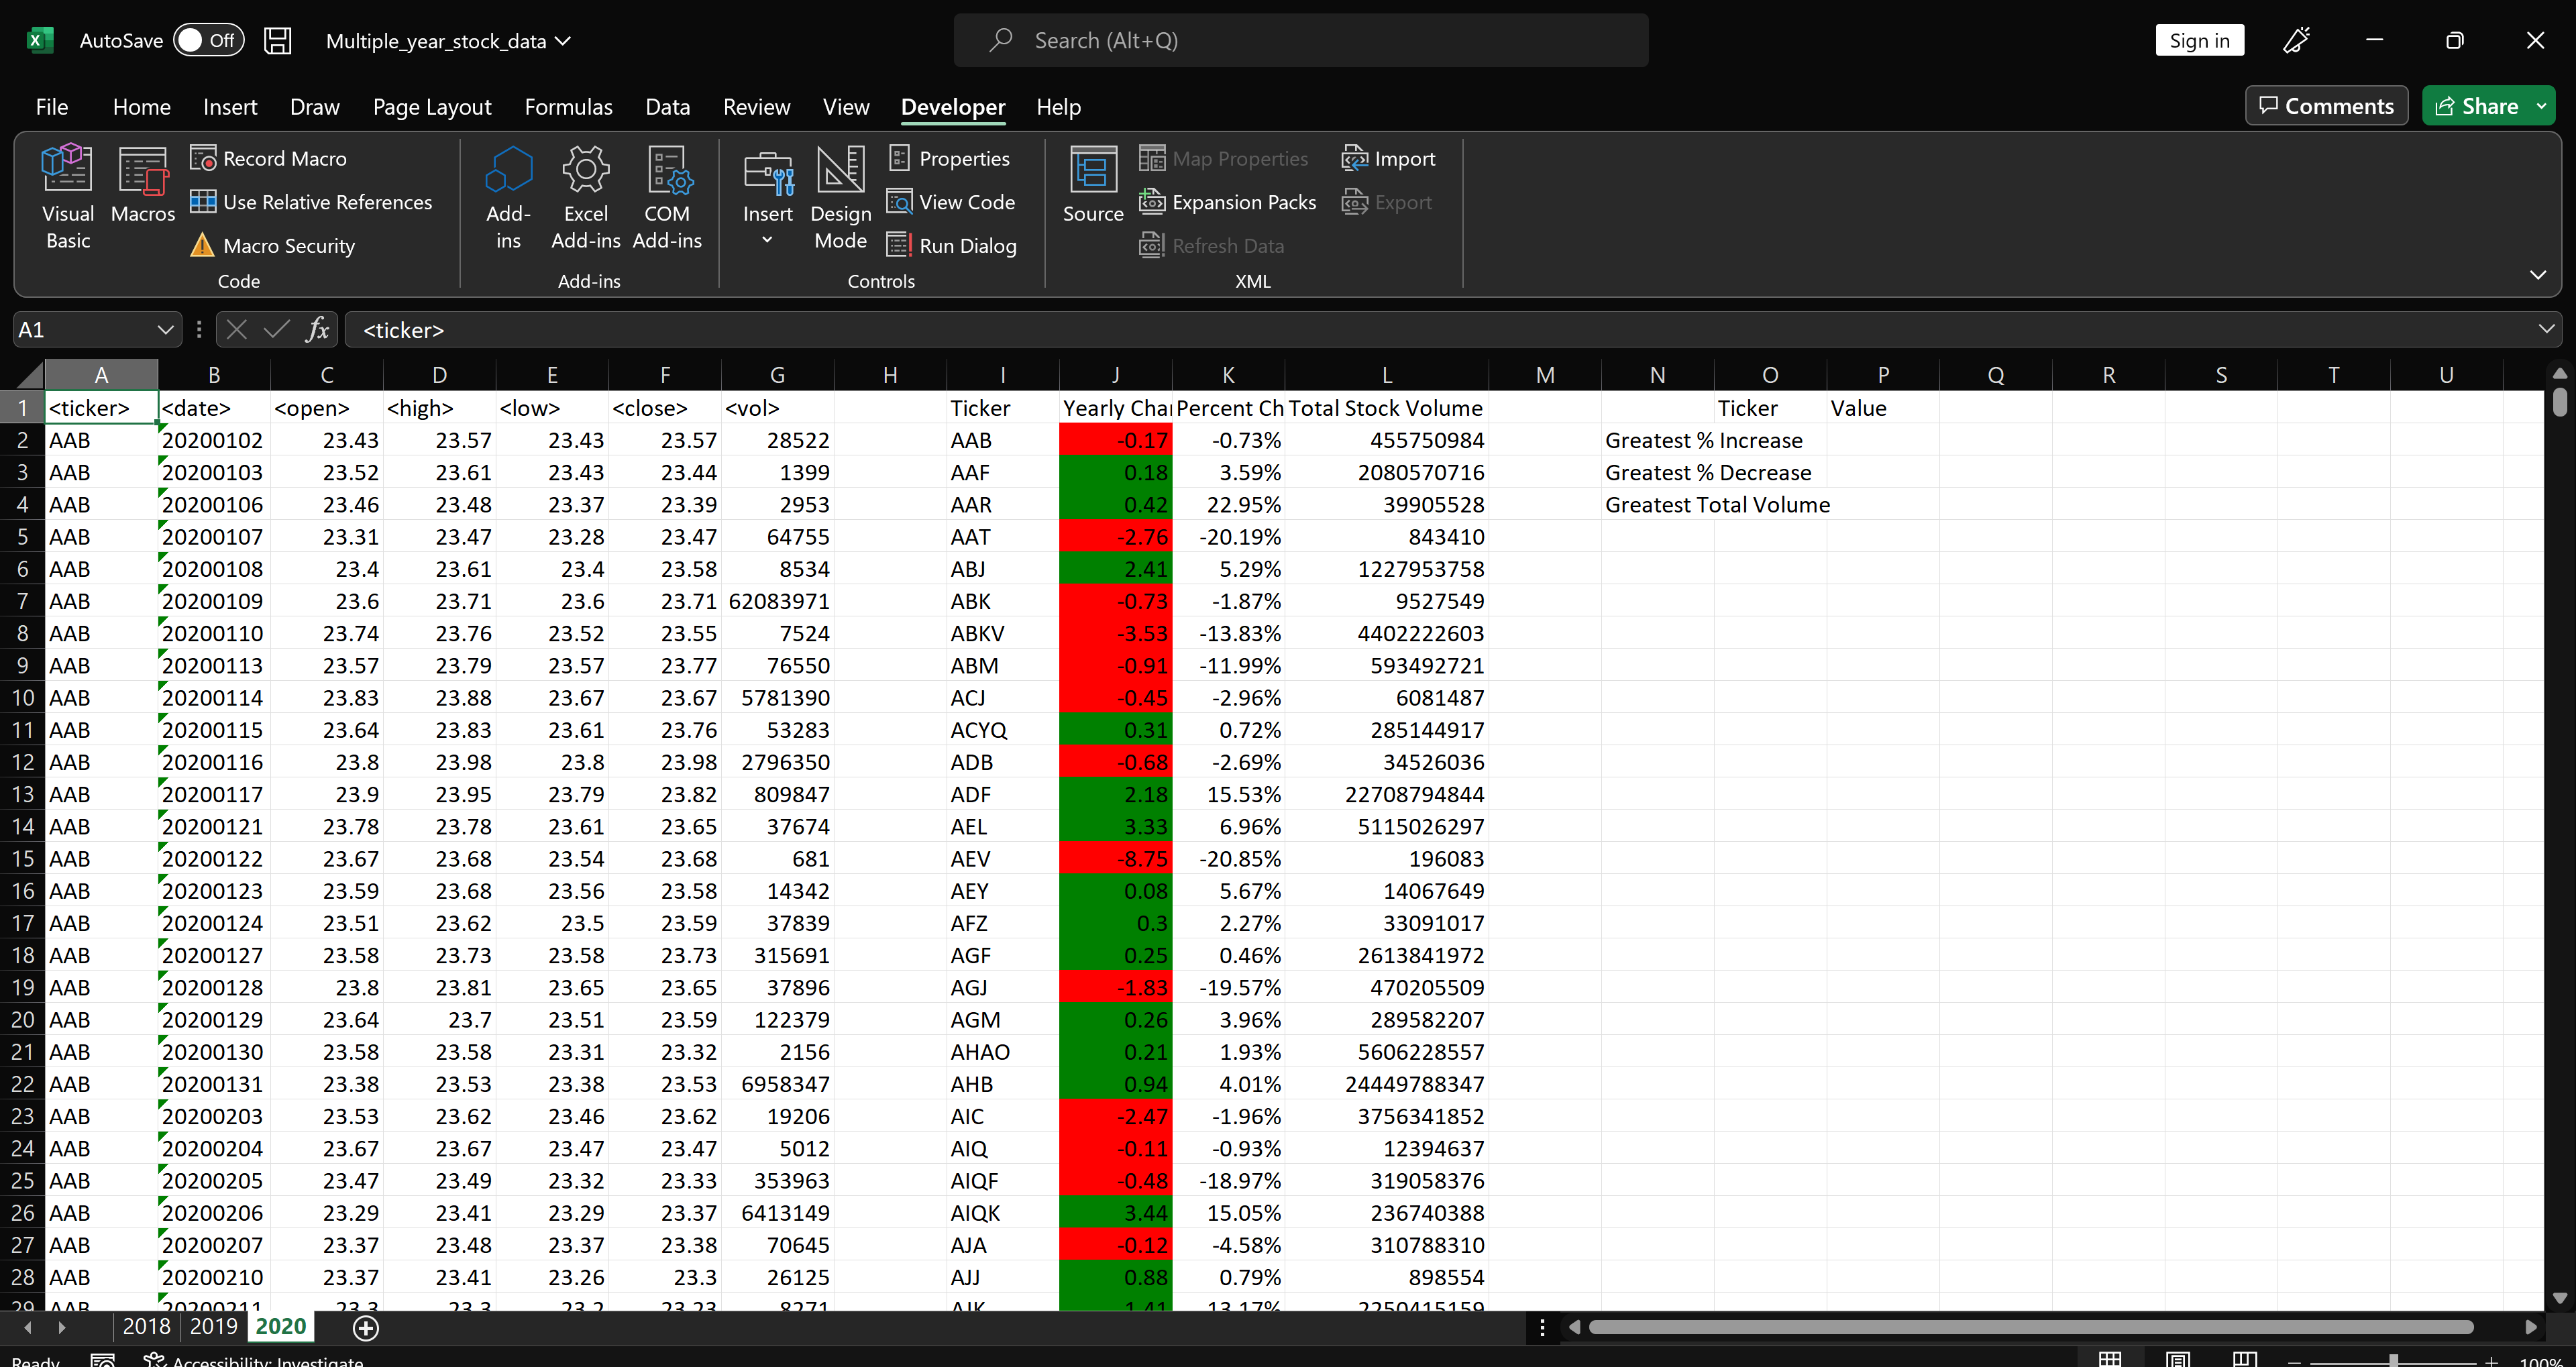 AutoSave Off Multiple_year_stock_data Search (Alt+Q) Sign in
File Home Insert Draw Page Layout Formulas Data Review View Developer Help Comments Share
Visual Basic
Macros
Record Macro
Use Relative References
Macro Security
Code
Add-ins
Excel Add-ins
COM Add-ins
Add-ins
Insert
Design Mode
Properties
View Code
Run Dialog
Controls
Source
Map Properties
Expansion Packs
Refresh Data
Import
Export
XML
A1 fx <ticker>
A B C D E F G H I J K L M N O P Q R S T U
1 <ticker> <date> <open> <high> <low> <close> <vol> Ticker Yearly Char Percent Ch Total Stock Volume Ticker Value
2 AAB 20200102 23.43 23.57 23.43 23.57 28522 AAB -0.17 -0.73% 455750984 Greatest % Increase
3 AAB 20200103 23.52 23.61 23.43 23.44 1399 AAF 0.18 3.59% 2080570716 Greatest % Decrease
4 AAB 20200106 23.46 23.48 23.37 23.39 2953 AAR 0.42 22.95% 39905528 Greatest Total Volume
5 AAB 20200107 23.31 23.47 23.28 23.47 64755 AAT -2.76 -20.19% 843410
6 AAB 20200108 23.4 23.61 23.4 23.58 8534 ABJ 2.41 5.29% 1227953758
7 AAB 20200109 23.6 23.71 23.6 23.71 62083971 ABK -0.73 -1.87% 9527549
8 AAB 20200110 23.74 23.76 23.52 23.55 7524 ABKV -3.53 -13.83% 4402222603
9 AAB 20200113 23.57 23.79 23.57 23.77 76550 ABM -0.91 -11.99% 593492721
10 AAB 20200114 23.83 23.88 23.67 23.67 5781390 ACJ -0.45 -2.96% 6081487
11 AAB 20200115 23.64 23.83 23.61 23.76 53283 ACYQ 0.31 0.72% 285144917
12 AAB 20200116 23.8 23.98 23.8 23.98 2796350 ADB -0.68 -2.69% 34526036
13 AAB 20200117 23.9 23.95 23.79 23.82 809847 ADF 2.18 15.53% 22708794844
14 AAB 20200121 23.78 23.78 23.61 23.65 37674 AEL 3.33 6.96% 5115026297
15 AAB 20200122 23.67 23.68 23.54 23.68 681 AEV -8.75 -20.85% 196083
16 AAB 20200123 23.59 23.68 23.56 23.58 14342 AEY 0.08 5.67% 14067649
17 AAB 20200124 23.51 23.62 23.5 23.59 37839 AFZ 0.3 2.27% 33091017
18 AAB 20200127 23.58 23.73 23.58 23.73 315691 AGF 0.25 0.46% 2613841972
19 AAB 20200128 23.8 23.81 23.65 23.65 37896 AGJ -1.83 -19.57% 470205509
20 AAB 20200129 23.64 23.7 23.51 23.59 122379 AGM 0.26 3.96% 289582207
21 AAB 20200130 23.58 23.58 23.31 23.32 2156 AHAO 0.21 1.93% 5606228557
22 AAB 20200131 23.38 23.53 23.38 23.53 6958347 AHB 0.94 4.01% 24449788347
23 AAB 20200203 23.53 23.62 23.46 23.62 19206 AIC -2.47 -1.96% 3756341852
24 AAB 20200204 23.67 23.67 23.47 23.47 5012 AIQ -0.11 -0.93% 12394637
25 AAB 20200205 23.47 23.49 23.32 23.33 353963 AIQF -0.48 -18.97% 319058376
26 AAB 20200206 23.29 23.41 23.29 23.37 6413149 AIQK 3.44 15.05% 236740388
27 AAB 20200207 23.37 23.48 23.37 23.38 70645 AJA -0.12 -4.58% 310788310
28 AAB 20200210 23.37 23.41 23.26 23.3 26125 AJJ 0.88 0.79% 898554
29 AAB 20200211 23.3 23.3 23.2 23.23 8271 AJK 1.41 13.17% 2250415159
2018 2019 2020
Ready Accessibility: Investigate 100%